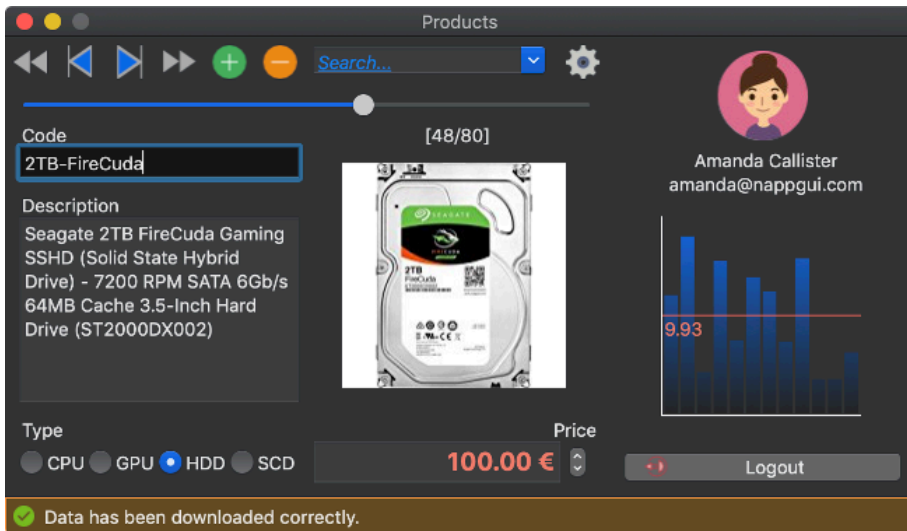 Products
Search...
Code
[48/80]
2TB-FireCuda
Amanda Callister
amanda@nappgui.com
Description
Seagate 2TB FireCuda Gaming
SSHD (Solid State Hybrid
Drive) - 7200 RPM SATA 6Gb/s
64MB Cache 3.5-Inch Hard
Drive (ST2000DX002)
SEAGATE
FIRECUDA
2TB
FireCuda
9.93
Type
Price
CPU
GPU
HDD
SCD
100.00 €
Logout
Data has been downloaded correctly.